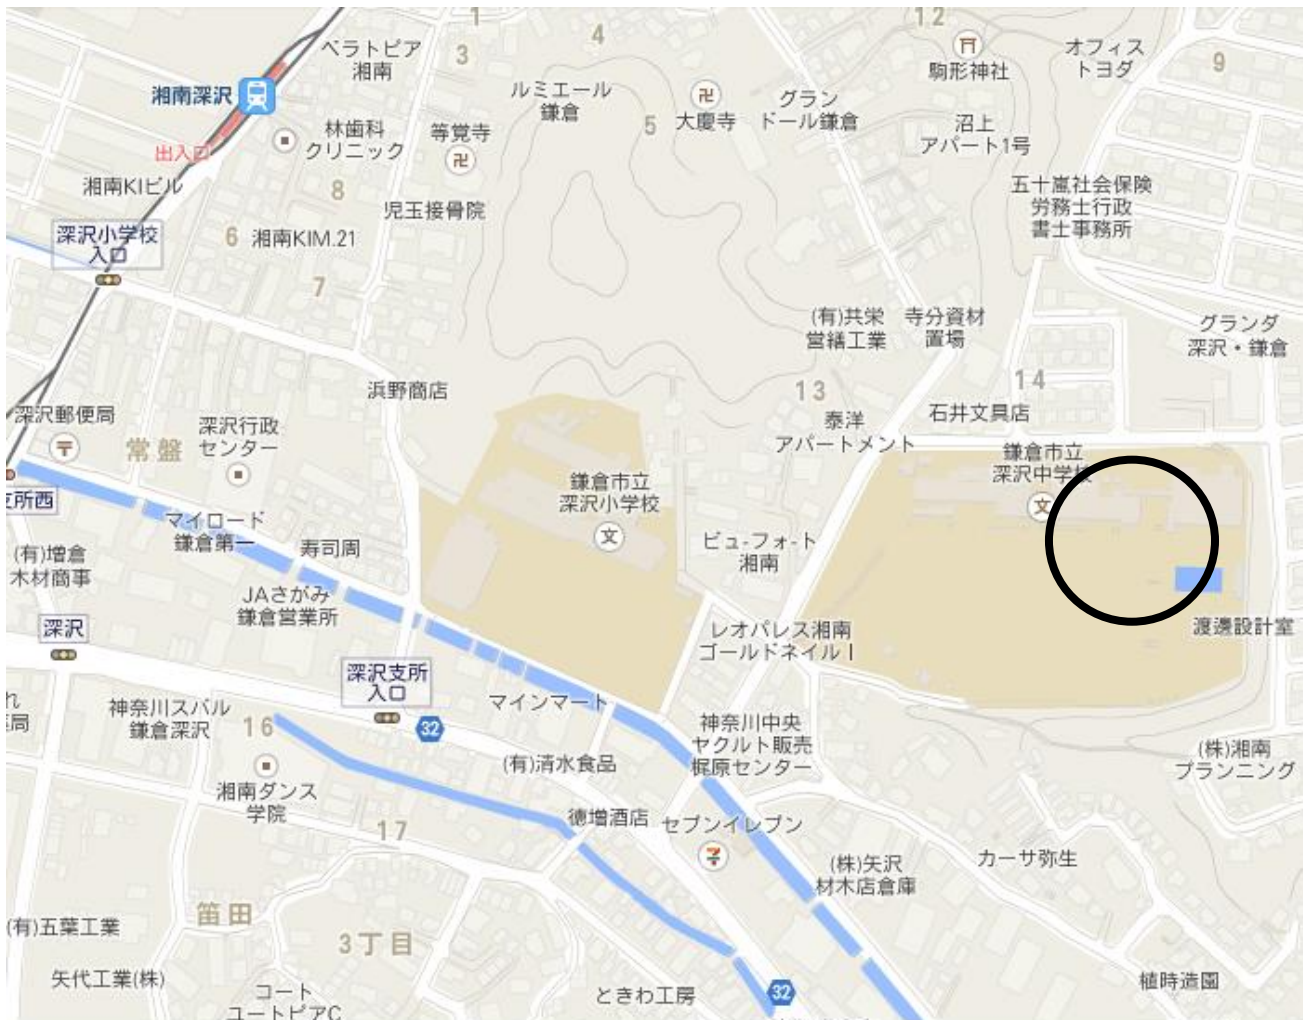 1
3
4
12
9
5
8
6
7
13
14
16
17
ベラトピア
湘南
湘南深沢
出入口
林歯科
クリニック
等覚寺
ルミエール
鎌倉
大慶寺
グラン
ドール鎌倉
駒形神社
オフィス
トヨダ
沼上
アパート1号
湘南KIビル
児玉接骨院
五十嵐社会保険
労務士行政
書士事務所
深沢小学校
入口
湘南KIM.21
(有)共栄
営繕工業
寺分資材
置場
グランダ
深沢・鎌倉
浜野商店
深沢郵便局
〒
常盤
深沢行政
センター
泰洋
アパートメント
石井文具店
鎌倉市立
深沢中学校
文
鎌倉市立
深沢小学校
文
支所西
マイロード
鎌倉第一
寿司周
ビュ-フォ-ト
湘南
(有)増倉
木材商事
JAさがみ
鎌倉営業所
深沢
レオパレス湘南
ゴールドネイルⅠ
渡邊設計室
深沢支所
入口
マインマート
32
神奈川スバル
鎌倉深沢
神奈川中央
ヤクルト販売
梶原センター
(株)湘南
プランニング
(有)清水食品
湘南ダンス
学院
徳増酒店
セブンイレブン
7
(株)矢沢
材木店倉庫
カーサ弥生
笛田
3丁目
(有)五葉工業
矢代工業(株)
コート
ユートピアC
ときわ工房
32
植時造園